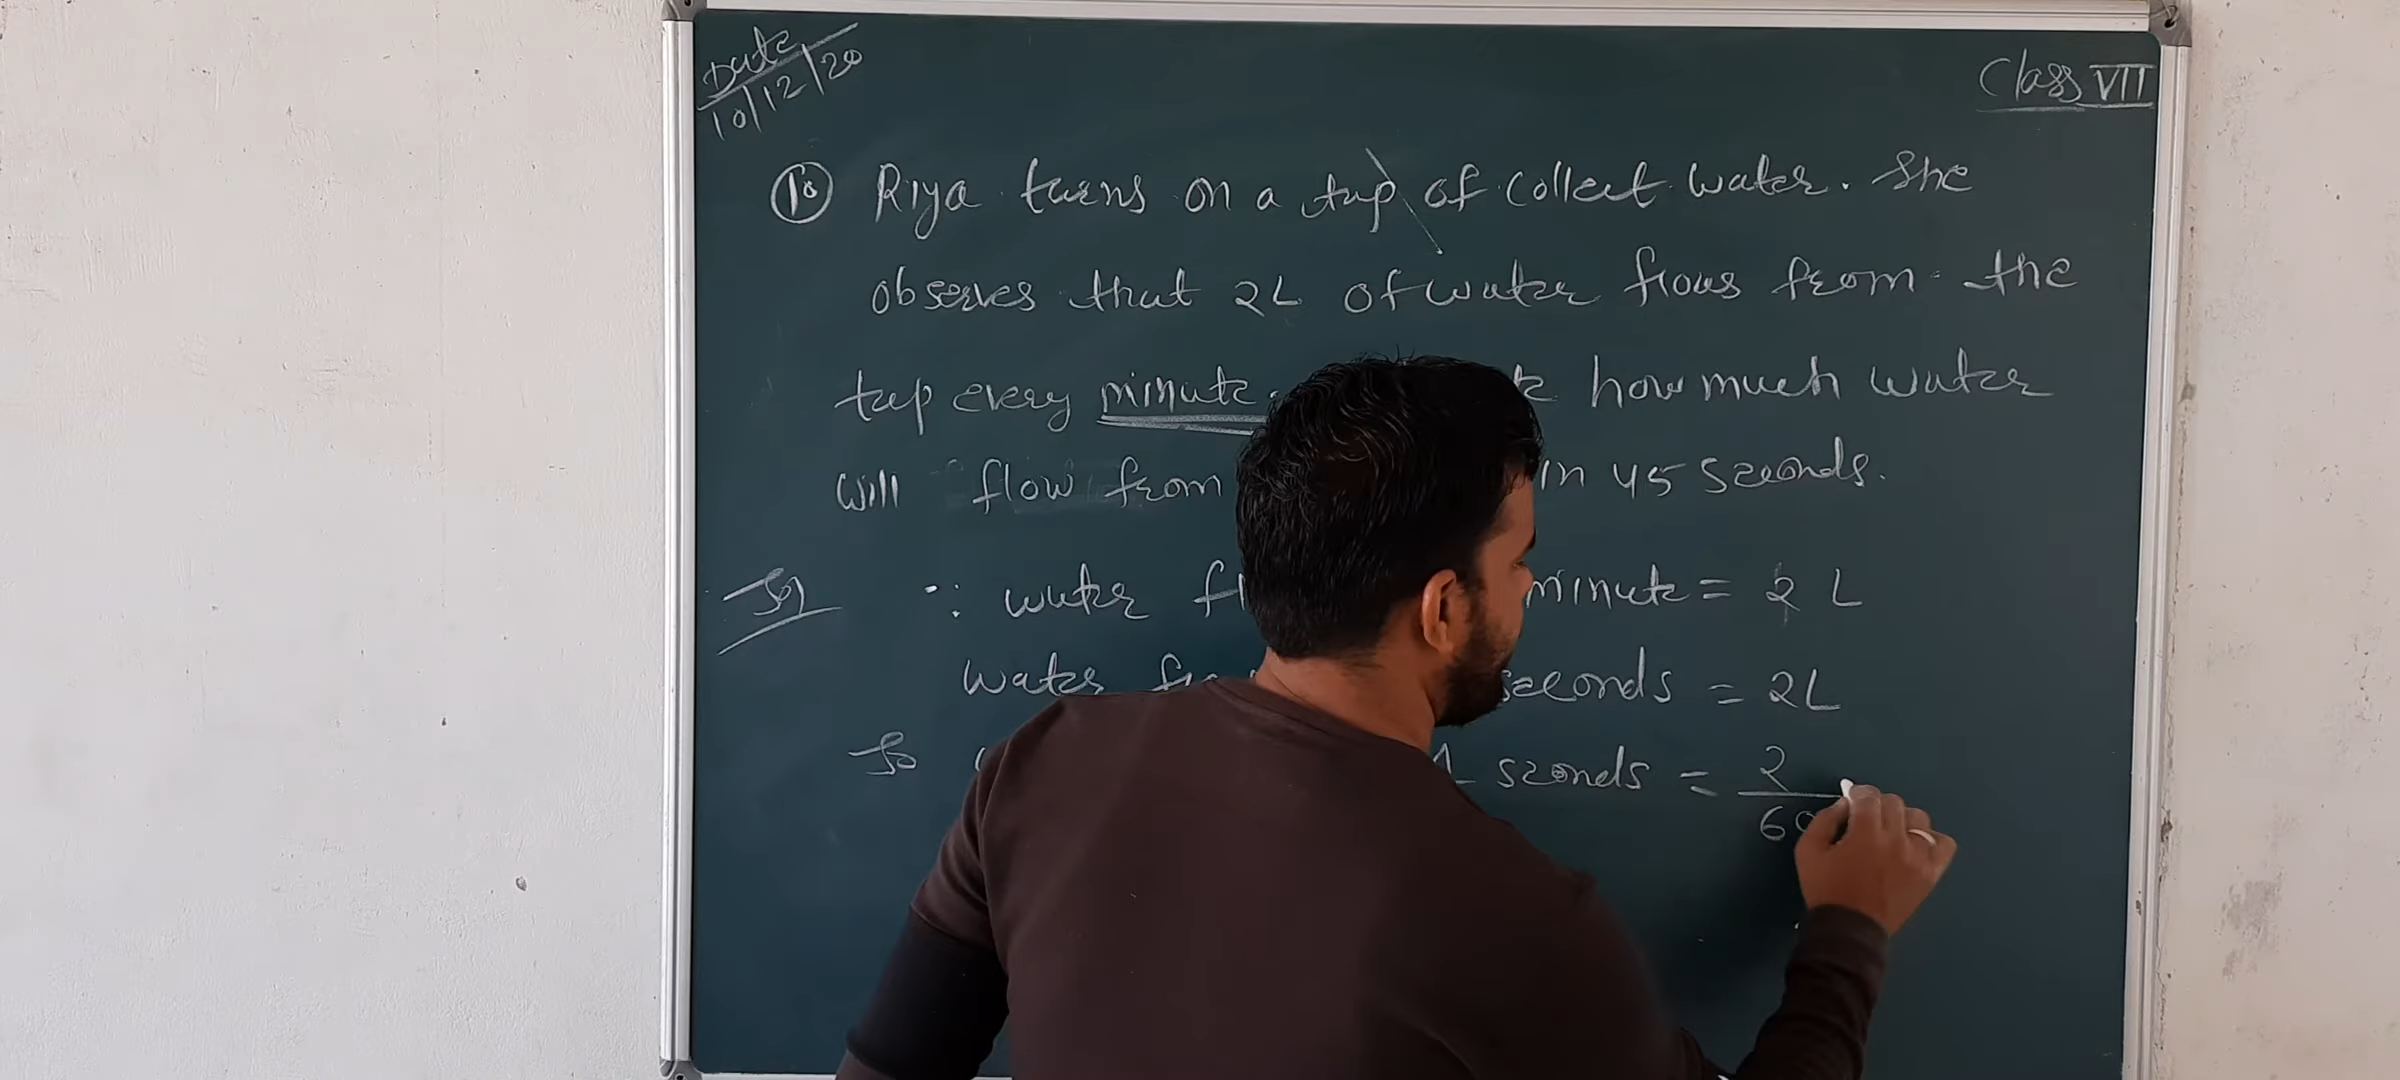 Date
10/12/20
Class VII
10 Riya turns on a tap of collect water. She
observes that 2L of water flows from the
tap every minute. how much water
will flow from in 45 seconds.
Sol ∵ water minute = 2 L
water seconds = 2L
So 1 seconds = 2/60